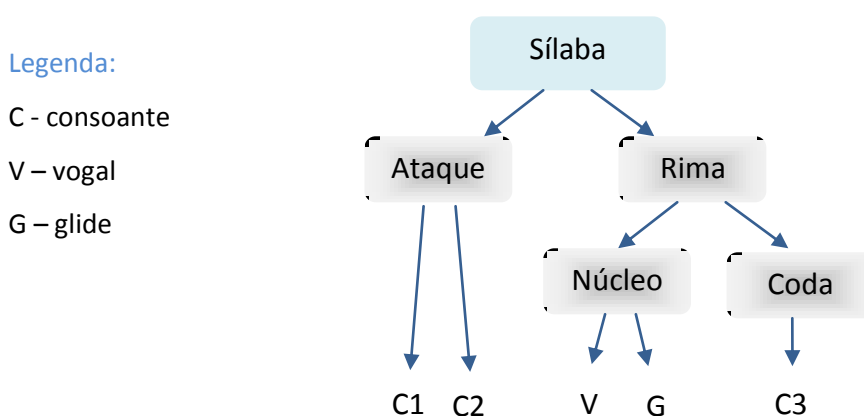 Sílaba
Legenda:
C - consoante
V – vogal
G – glide
Ataque Rima
Núcleo Coda
C1 C2 V G C3